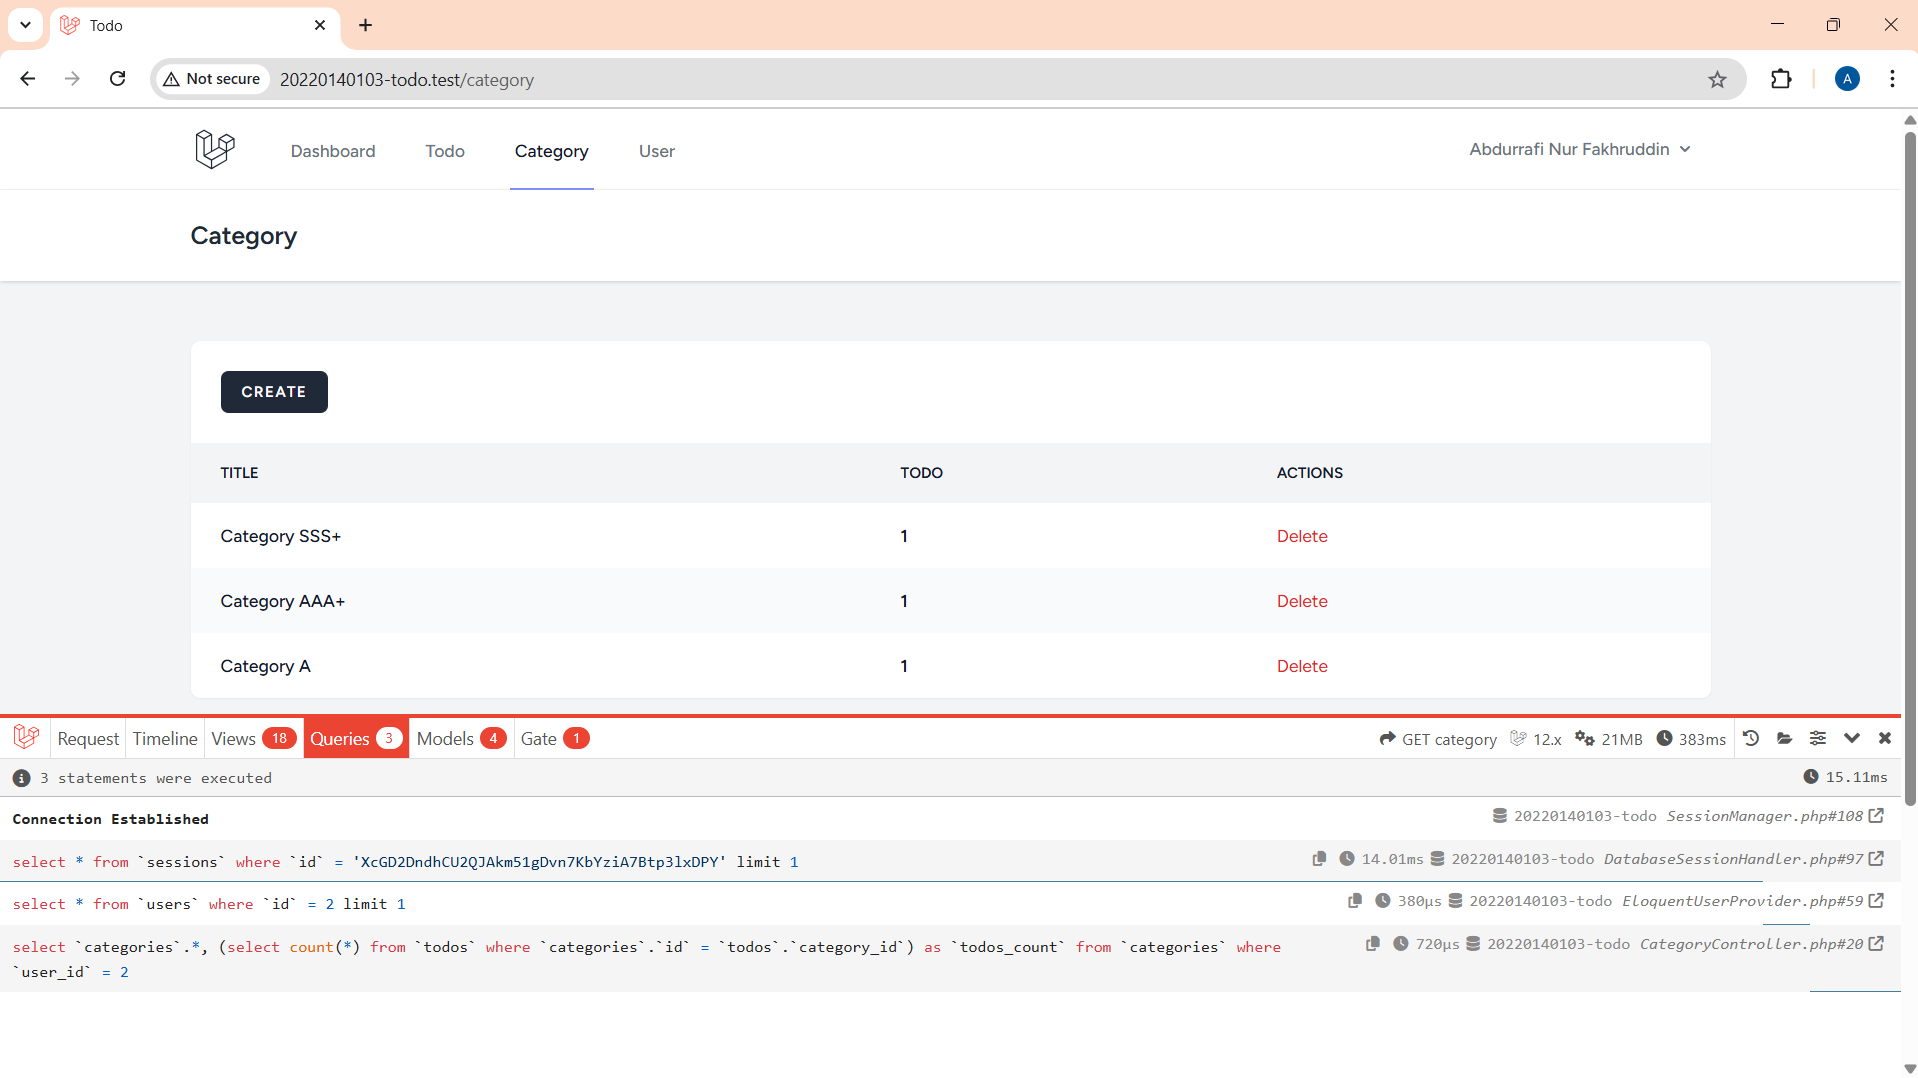 Todo
Not secure 20220140103-todo.test/category A
Dashboard Todo Category User Abdurrafi Nur Fakhruddin
Category
CREATE
TITLE TODO ACTIONS
Category SSS+ 1 Delete
Category AAA+ 1 Delete
Category A 1 Delete
Request Timeline Views 18 Queries 3 Models 4 Gate 1 GET category 12.x 21MB 383ms
3 statements were executed 15.11ms
Connection Established 20220140103-todo SessionManager.php#108
select * from `sessions` where `id` = 'XcGD2DndhCU2QJAkm51gDvn7KbYziA7Btp3lxDPY' limit 1 14.01ms 20220140103-todo DatabaseSessionHandler.php#97
select * from `users` where `id` = 2 limit 1 380μs 20220140103-todo EloquentUserProvider.php#59
select `categories`.*, (select count(*) from `todos` where `categories`.`id` = `todos`.`category_id`) as `todos_count` from `categories` where 720μs 20220140103-todo CategoryController.php#20
`user_id` = 2